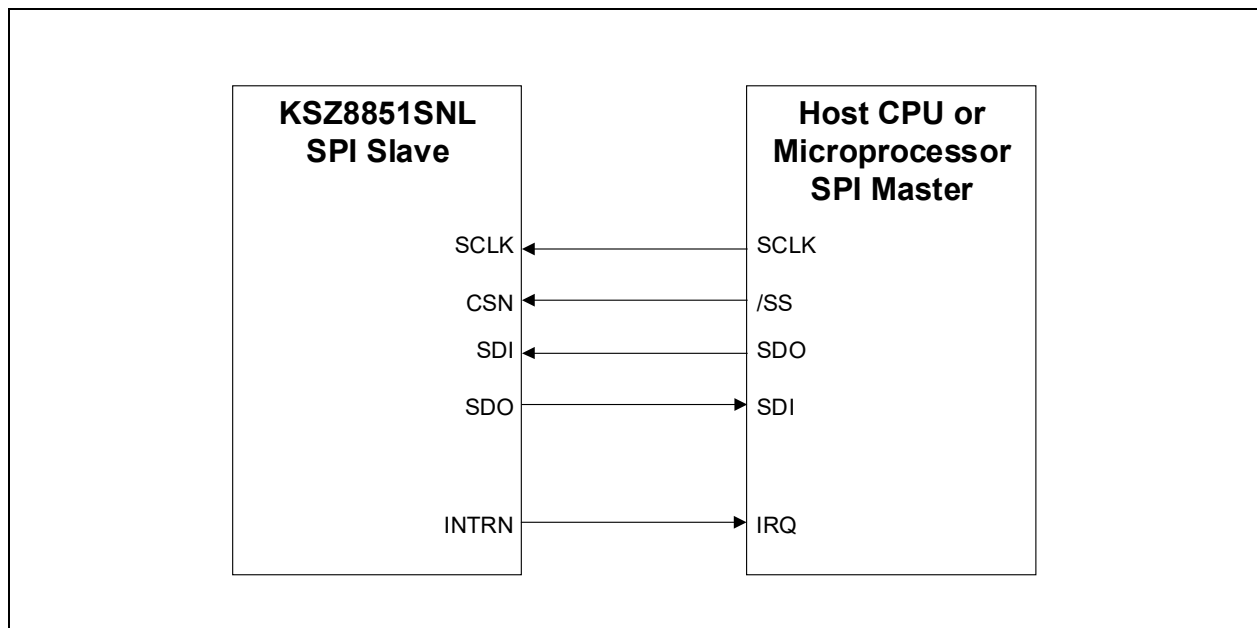 KSZ8851SNL
SPI Slave
Host CPU or
Microprocessor
SPI Master
SCLK
SCLK
CSN
/SS
SDI
SDO
SDO
SDI
INTRN
IRQ